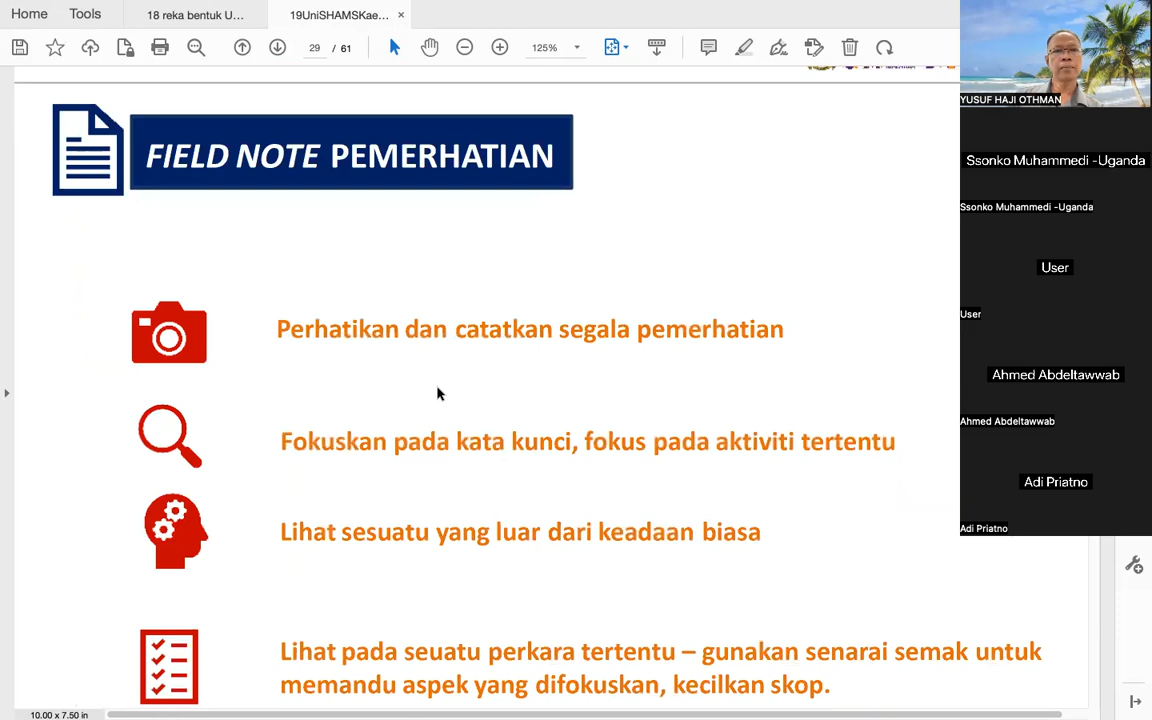 Home Tools 18 reka bentuk U... 19UniSHAMSKae... ×
29 / 61 125%
FIELD NOTE PEMERHATIAN
Perhatikan dan catatkan segala pemerhatian
Fokuskan pada kata kunci, fokus pada aktiviti tertentu
Lihat sesuatu yang luar dari keadaan biasa
Lihat pada seuatu perkara tertentu – gunakan senarai semak untuk
memandu aspek yang difokuskan, kecilkan skop.
10.00 x 7.50 in
YUSUF HAJI OTHMAN
Ssonko Muhammedi -Uganda
Ssonko Muhammedi -Uganda
User
User
Ahmed Abdeltawwab
Ahmed Abdeltawwab
Adi Priatno
Adi Priatno